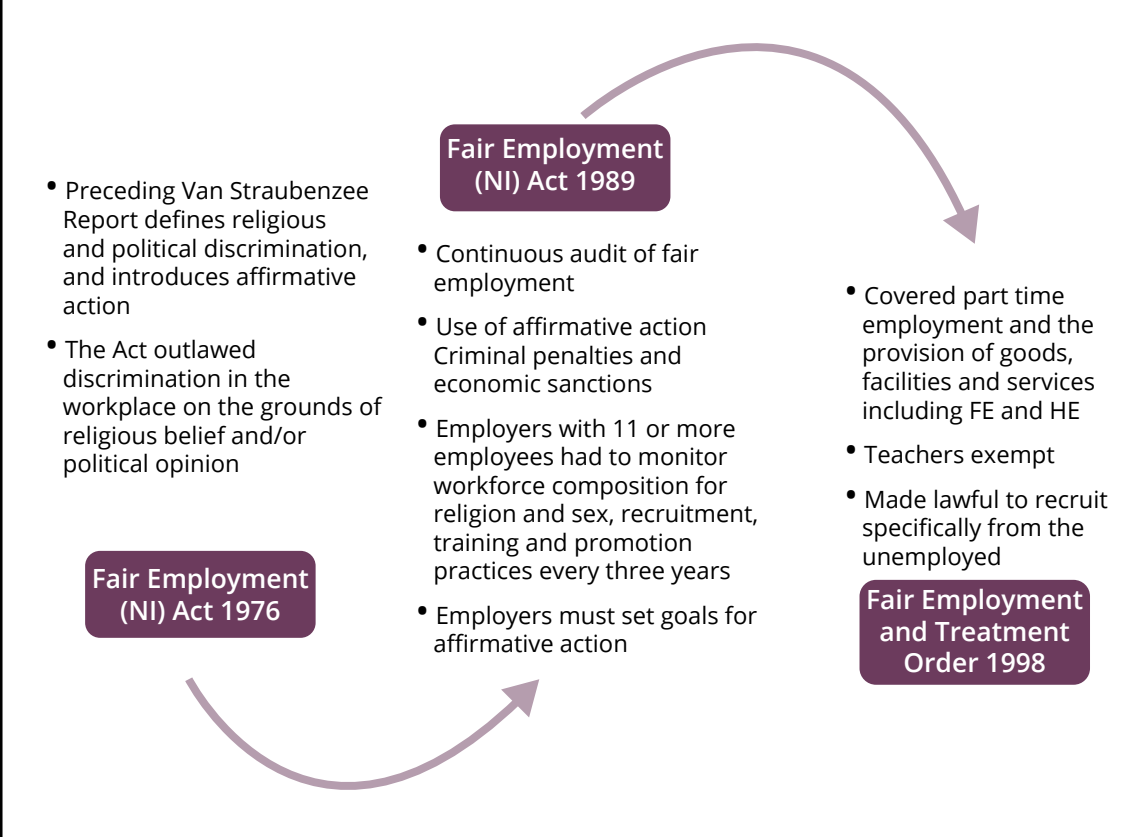 • Preceding Van Straubenzee
Report defines religious
and political discrimination,
and introduces affirmative
action
• The Act outlawed
discrimination in the
workplace on the grounds of
religious belief and/or
political opinion
Fair Employment
(NI) Act 1976
Fair Employment
(NI) Act 1989
• Continuous audit of fair
employment
• Use of affirmative action
Criminal penalties and
economic sanctions
• Employers with 11 or more
employees had to monitor
workforce composition for
religion and sex, recruitment,
training and promotion
practices every three years
• Employers must set goals for
affirmative action
• Covered part time
employment and the
provision of goods,
facilities and services
including FE and HE
• Teachers exempt
• Made lawful to recruit
specifically from the
unemployed
Fair Employment
and Treatment
Order 1998